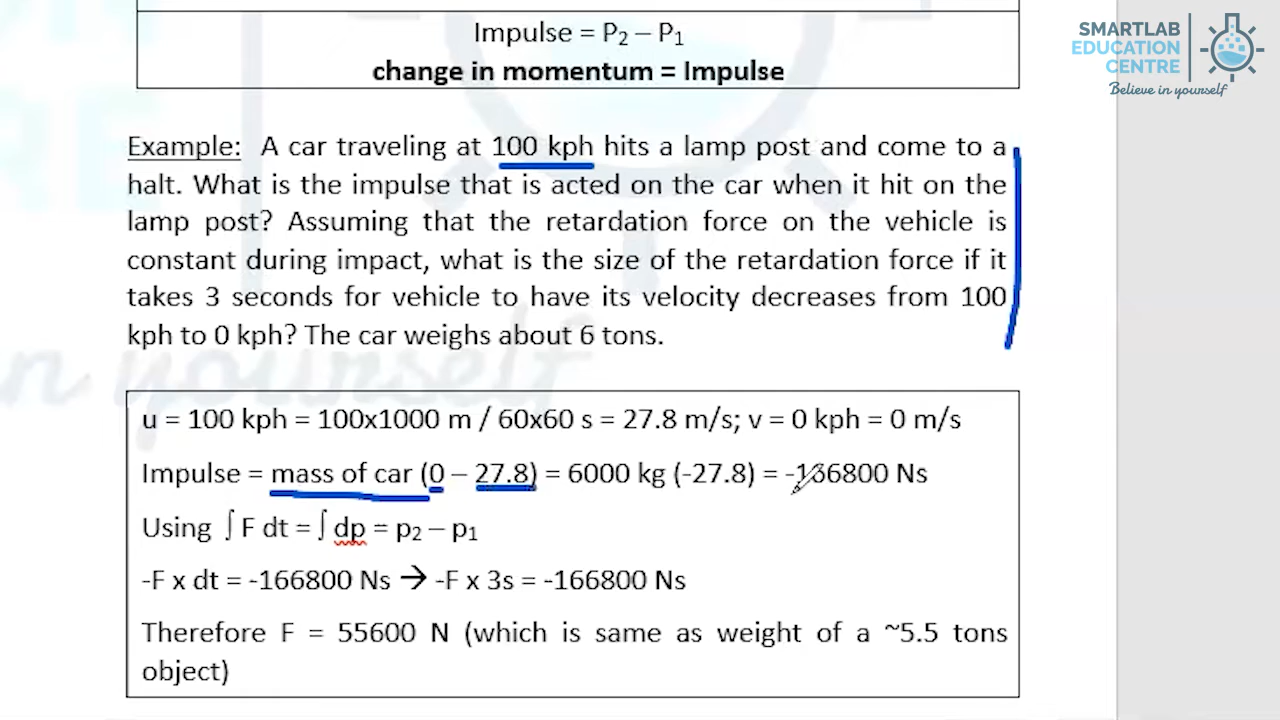 Impulse = P2 – P1
change in momentum = Impulse
SMARTLAB
EDUCATION
CENTRE
Believe in yourself
Example: A car traveling at 100 kph hits a lamp post and come to a
halt. What is the impulse that is acted on the car when it hit on the
lamp post? Assuming that the retardation force on the vehicle is
constant during impact, what is the size of the retardation force if it
takes 3 seconds for vehicle to have its velocity decreases from 100
kph to 0 kph? The car weighs about 6 tons.
u = 100 kph = 100x1000 m / 60x60 s = 27.8 m/s; v = 0 kph = 0 m/s
Impulse = mass of car (0 – 27.8) = 6000 kg (-27.8) = -166800 Ns
Using ∫ F dt = ∫ dp = p2 – p1
-F x dt = -166800 Ns → -F x 3s = -166800 Ns
Therefore F = 55600 N (which is same as weight of a ~5.5 tons
object)